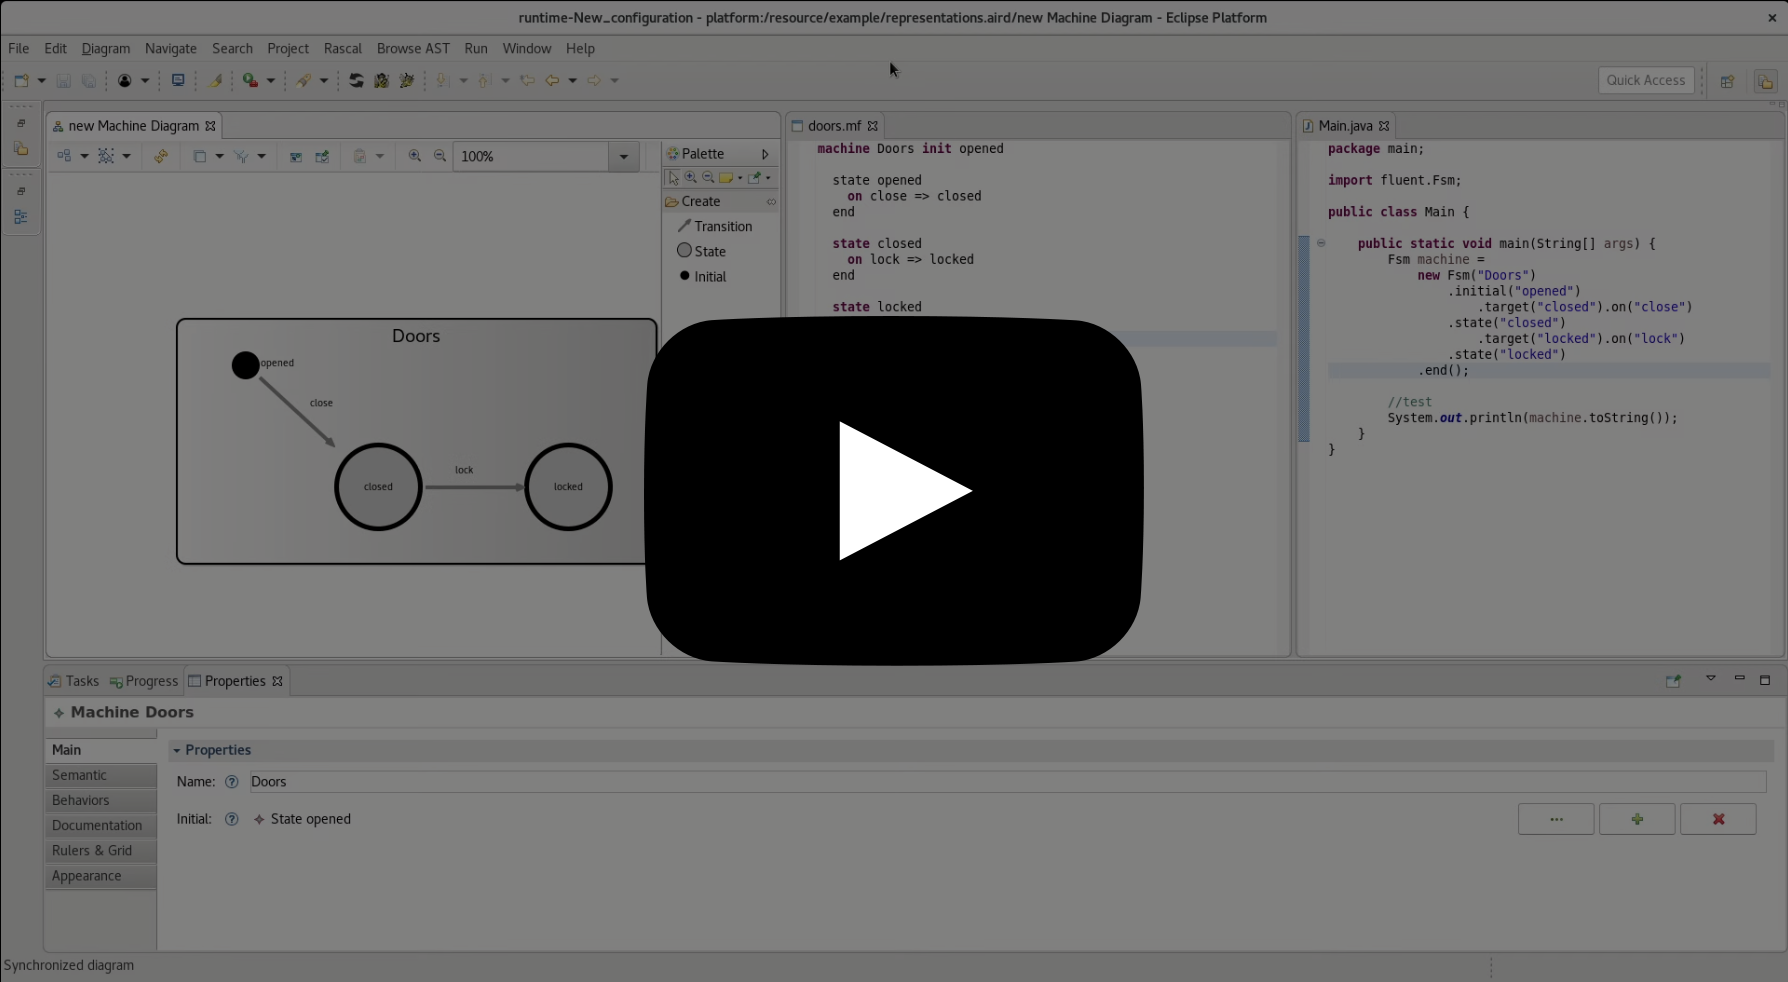 runtime-New_configuration - platform:/resource/example/representations.aird/new Machine Diagram - Eclipse Platform
File Edit Diagram Navigate Search Project Rascal Browse AST Run Window Help
Quick Access
new Machine Diagram
100%
Palette
Create
Transition
State
Initial
Doors
opened
close
closed
lock
locked
doors.mf
machine Doors init opened
state opened
on close => closed
end
state closed
on lock => locked
end
state locked
Main.java
package main;
import fluent.Fsm;
public class Main {
public static void main(String[] args) {
Fsm machine =
new Fsm("Doors")
.initial("opened")
.target("closed").on("close")
.state("closed")
.target("locked").on("lock")
.state("locked")
.end();
//test
System.out.println(machine.toString());
}
}
Tasks Progress Properties
Machine Doors
Main
Semantic
Behaviors
Documentation
Rulers & Grid
Appearance
Properties
Name: Doors
Initial: State opened
...
Synchronized diagram